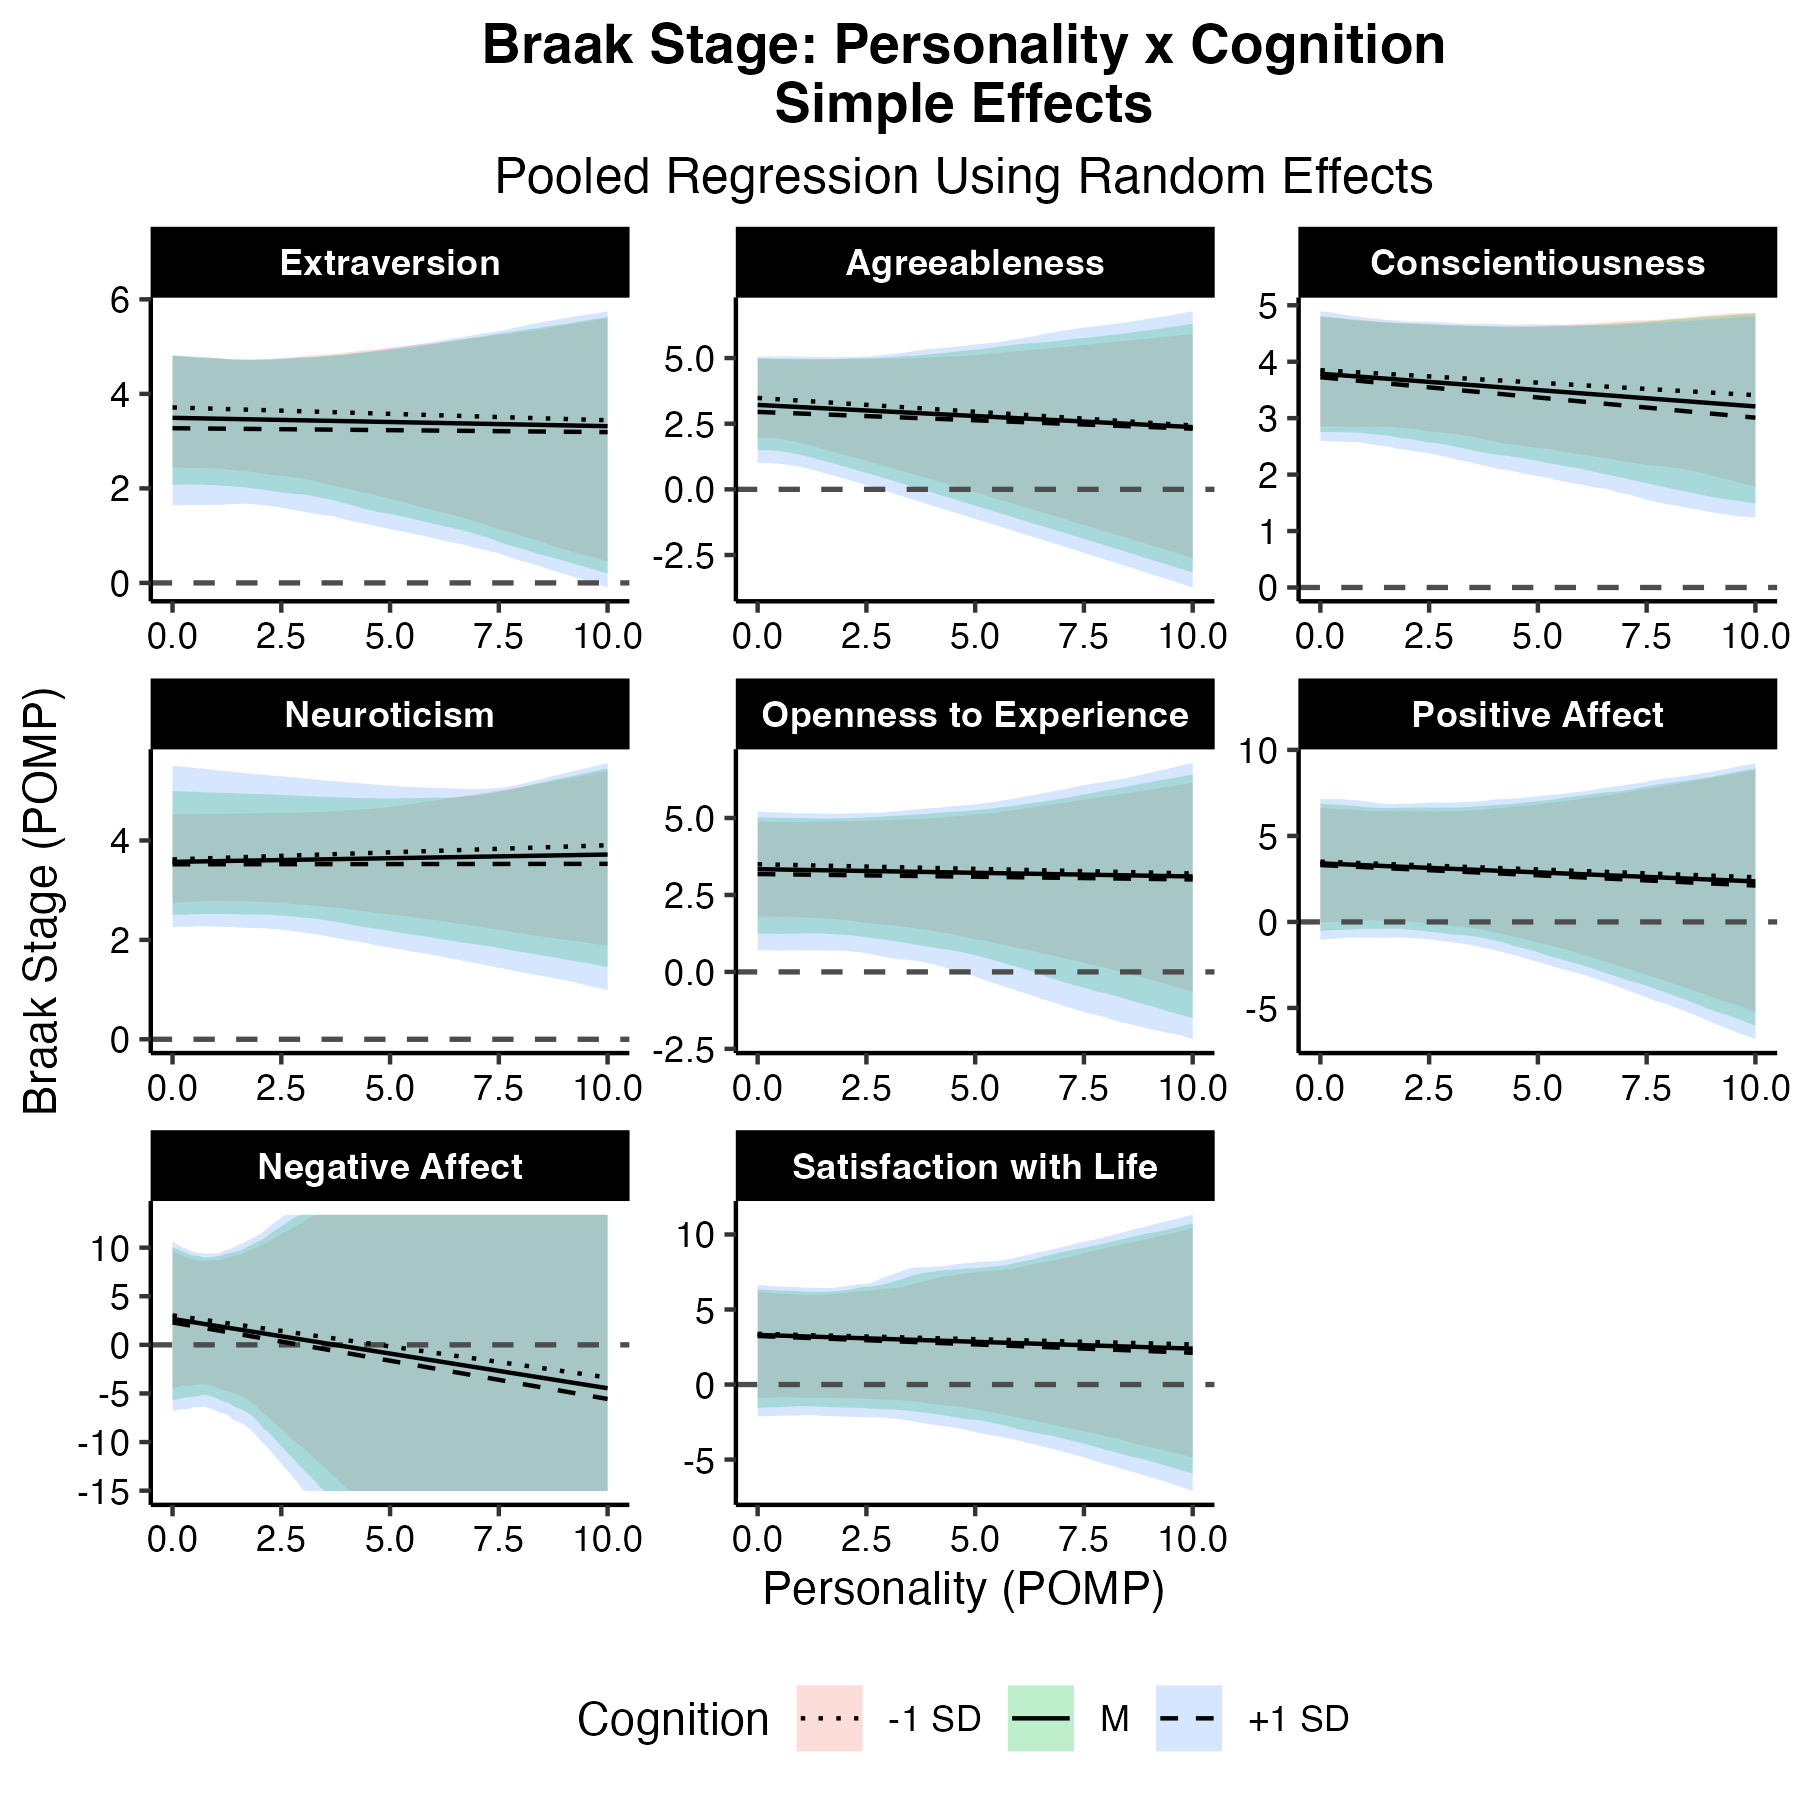 Braak Stage: Personality x Cognition
Simple Effects
Pooled Regression Using Random Effects
Extraversion
Agreeableness
Conscientiousness
6
4
2
0
0.0 2.5 5.0 7.5 10.0
5.0
2.5
0.0
-2.5
0.0 2.5 5.0 7.5 10.0
5
4
3
2
1
0
0.0 2.5 5.0 7.5 10.0
Braak Stage (POMP)
Neuroticism
Openness to Experience
Positive Affect
4
2
0
0.0 2.5 5.0 7.5 10.0
5.0
2.5
0.0
-2.5
0.0 2.5 5.0 7.5 10.0
10
5
0
-5
0.0 2.5 5.0 7.5 10.0
Negative Affect
Satisfaction with Life
10
5
0
-5
-10
-15
0.0 2.5 5.0 7.5 10.0
10
5
0
-5
0.0 2.5 5.0 7.5 10.0
Personality (POMP)
Cognition -1 SD M +1 SD